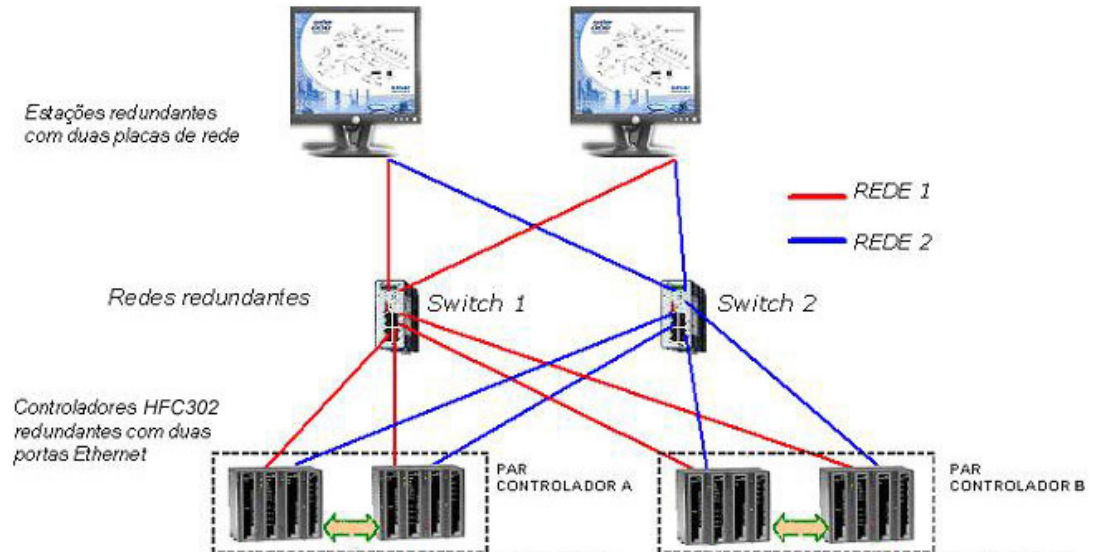 Estações redundantes
com duas placas de rede
REDE 1
REDE 2
Redes redundantes
Switch 1
Switch 2
Controladores HFC302
redundantes com duas
portas Ethernet
PAR
CONTROLADOR A
PAR
CONTROLADOR B